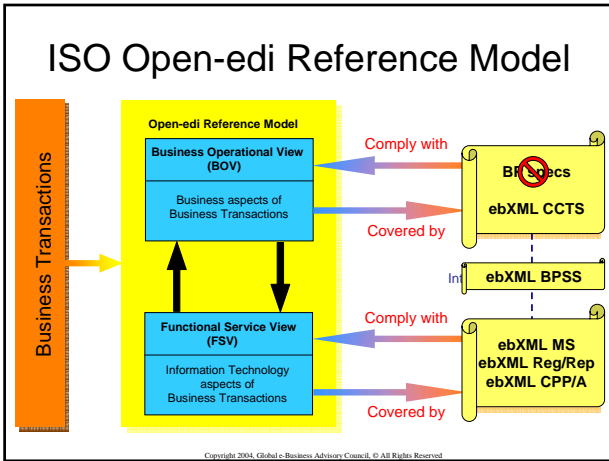 ISO Open-edi Reference Model
Business Transactions
Open-edi Reference Model
Business Operational View
(BOV)
Business aspects of
Business Transactions
Functional Service View
(FSV)
Information Technology
aspects of
Business Transactions
Comply with
Covered by
Comply with
Covered by
specs
ebXML CCTS
ebXML BPSS
ebXML MS
ebXML Reg/Rep
ebXML CPP/A
Copyright 2004, Global e-Business Advisory Council, © All Rights Reserved